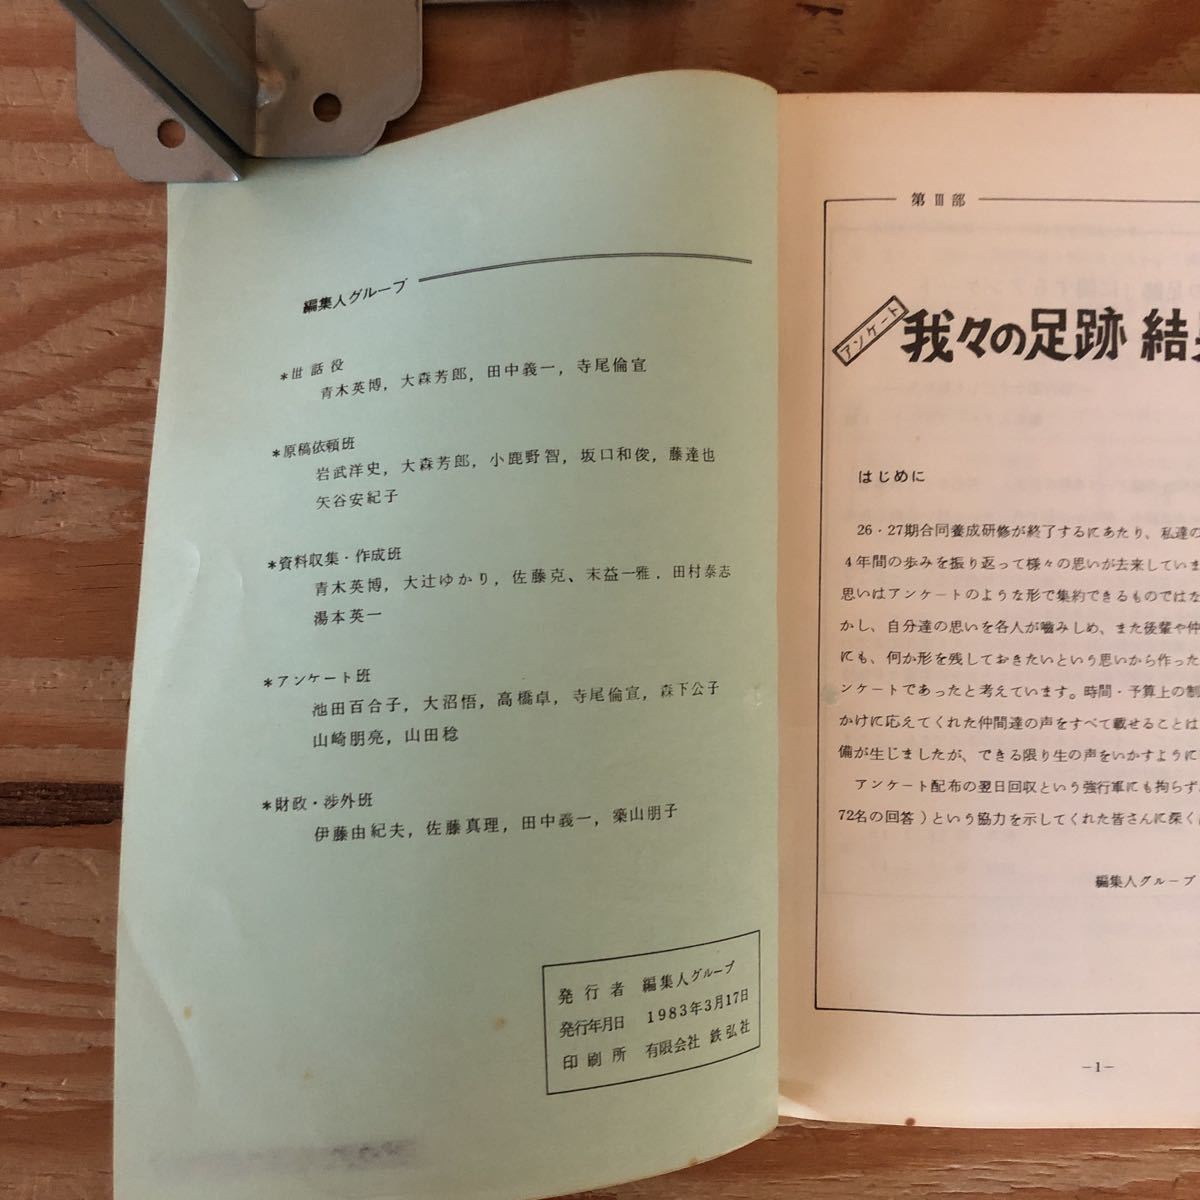 編集人グループ
*世話役
青木英博, 大森芳郎, 田中義一, 寺尾倫宣
*原稿依頼班
岩武洋史, 大森芳郎, 小鹿野智, 坂口和俊, 藤達也
矢谷安紀子
*資料収集・作成班
青木英博, 大辻ゆかり, 佐藤克、末益一雅, 田村泰志
湯本英一
*アンケート班
池田百合子, 大沼悟, 高橋卓, 寺尾倫宣, 森下公子
山崎朋亮, 山田稔
*財政・渉外班
伊藤由紀夫, 佐藤真理, 田中義一, 築山朋子
発行者 編集人グループ
発行年月日 1983年3月17日
印刷所 有限会社 鉄弘社
第Ⅲ部
アンケート
我々の足跡 結
はじめに
26・27期合同養成研修が終了するにあたり、私達の
4年間の歩みを振り返って様々の思いが去来していま
思いはアンケートのような形で集約できるものではな
かし、自分達の思いを各人が噛みしめ、また後輩や仲
にも、何か形を残しておきたいという思いから作った
ンケートであったと考えています。時間・予算上の制
かけに応えてくれた仲間達の声をすべて載せることは
備が生じましたが、できる限り生の声をいかすように
アンケート配布の翌日回収という強行軍にも拘らず
72名の回答）という協力を示してくれた皆さんに深く
編集人グループ
－1－